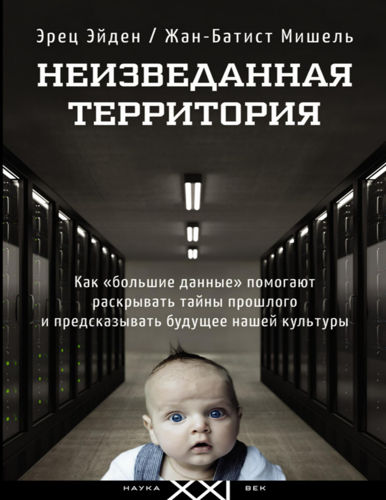 Эрец Эйден / Жан-Батист Мишель
НЕИЗВЕДАННАЯ
ТЕРРИТОРИЯ
Как «большие данные» помогают
раскрывать тайны прошлого
и предсказывать будущее нашей культуры
НАУКА XXI ВЕК